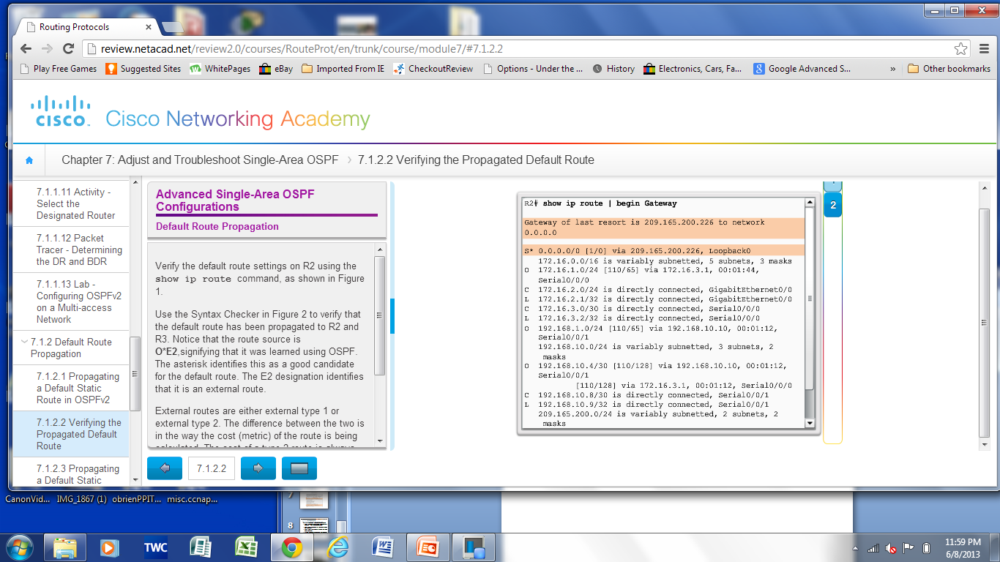 Routing Protocols
review.netacad.net/review2.0/courses/RouteProt/en/trunk/course/module7/#7.1.2.2
Play Free Games Suggested Sites WhitePages eBay Imported From IE CheckoutReview Options - Under the ... History Electronics, Cars, Fa... Google Advanced S... » Other bookmarks
CISCO Cisco Networking Academy
Chapter 7: Adjust and Troubleshoot Single-Area OSPF › 7.1.2.2 Verifying the Propagated Default Route
7.1.1.11 Activity -
Select the
Designated Router
7.1.1.12 Packet
Tracer - Determining
the DR and BDR
7.1.1.13 Lab -
Configuring OSPFv2
on a Multi-access
Network
7.1.2 Default Route
Propagation
7.1.2.1 Propagating
a Default Static
Route in OSPFv2
7.1.2.2 Verifying the
Propagated Default
Route
7.1.2.3 Propagating
a Default Static
Advanced Single-Area OSPF
Configurations
Default Route Propagation
Verify the default route settings on R2 using the
show ip route command, as shown in Figure
1.
Use the Syntax Checker in Figure 2 to verify that
the default route has been propagated to R2 and
R3. Notice that the route source is
O*E2,signifying that it was learned using OSPF.
The asterisk identifies this as a good candidate
for the default route. The E2 designation identifies
that it is an external route.
External routes are either external type 1 or
external type 2. The difference between the two is
in the way the cost (metric) of the route is being
calculated. The cost of a type 2 route is always
7.1.2.2
R2# show ip route | begin Gateway
Gateway of last resort is 209.165.200.226 to network
0.0.0.0
S* 0.0.0.0/0 [1/0] via 209.165.200.226, Loopback0
172.16.0.0/16 is variably subnetted, 5 subnets, 3 masks
O 172.16.1.0/24 [110/65] via 172.16.3.1, 00:01:44,
Serial0/0/0
C 172.16.2.0/24 is directly connected, GigabitEthernet0/0
L 172.16.2.1/32 is directly connected, GigabitEthernet0/0
C 172.16.3.0/30 is directly connected, Serial0/0/0
L 172.16.3.2/32 is directly connected, Serial0/0/0
O 192.168.1.0/24 [110/65] via 192.168.10.10, 00:01:12,
Serial0/0/1
192.168.10.0/24 is variably subnetted, 3 subnets, 2
masks
O 192.168.10.4/30 [110/128] via 192.168.10.10, 00:01:12,
Serial0/0/1
[110/128] via 172.16.3.1, 00:01:12, Serial0/0/0
C 192.168.10.8/30 is directly connected, Serial0/0/1
L 192.168.10.9/32 is directly connected, Serial0/0/1
209.165.200.0/24 is variably subnetted, 2 subnets, 2
masks
2
CanonVid... IMG_1867 (1) obrienPPIT... misc.ccnap...
7
8
TWC
11:59 PM
6/8/2013